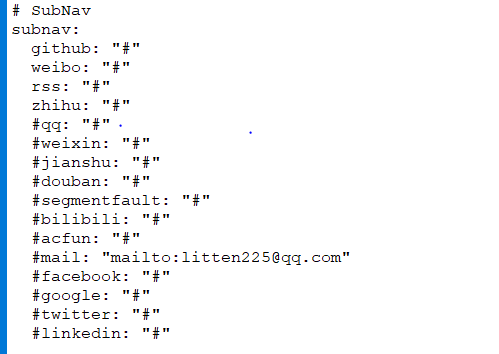 # SubNav
subnav:
  github: "#"
  weibo: "#"
  rss: "#"
  zhihu: "#"
  #qq: "#"
  #weixin: "#"
  #jianshu: "#"
  #douban: "#"
  #segmentfault: "#"
  #bilibili: "#"
  #acfun: "#"
  #mail: "mailto:litten225@qq.com"
  #facebook: "#"
  #google: "#"
  #twitter: "#"
  #linkedin: "#"